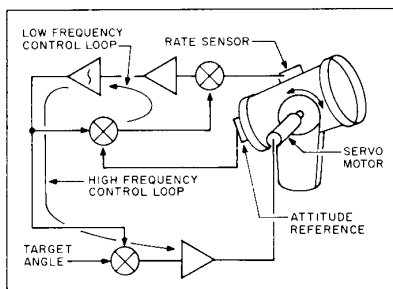 LOW FREQUENCY
CONTROL LOOP
RATE SENSOR
SERVO
MOTOR
HIGH FREQUENCY
CONTROL LOOP
ATTITUDE
REFERENCE
TARGET
ANGLE